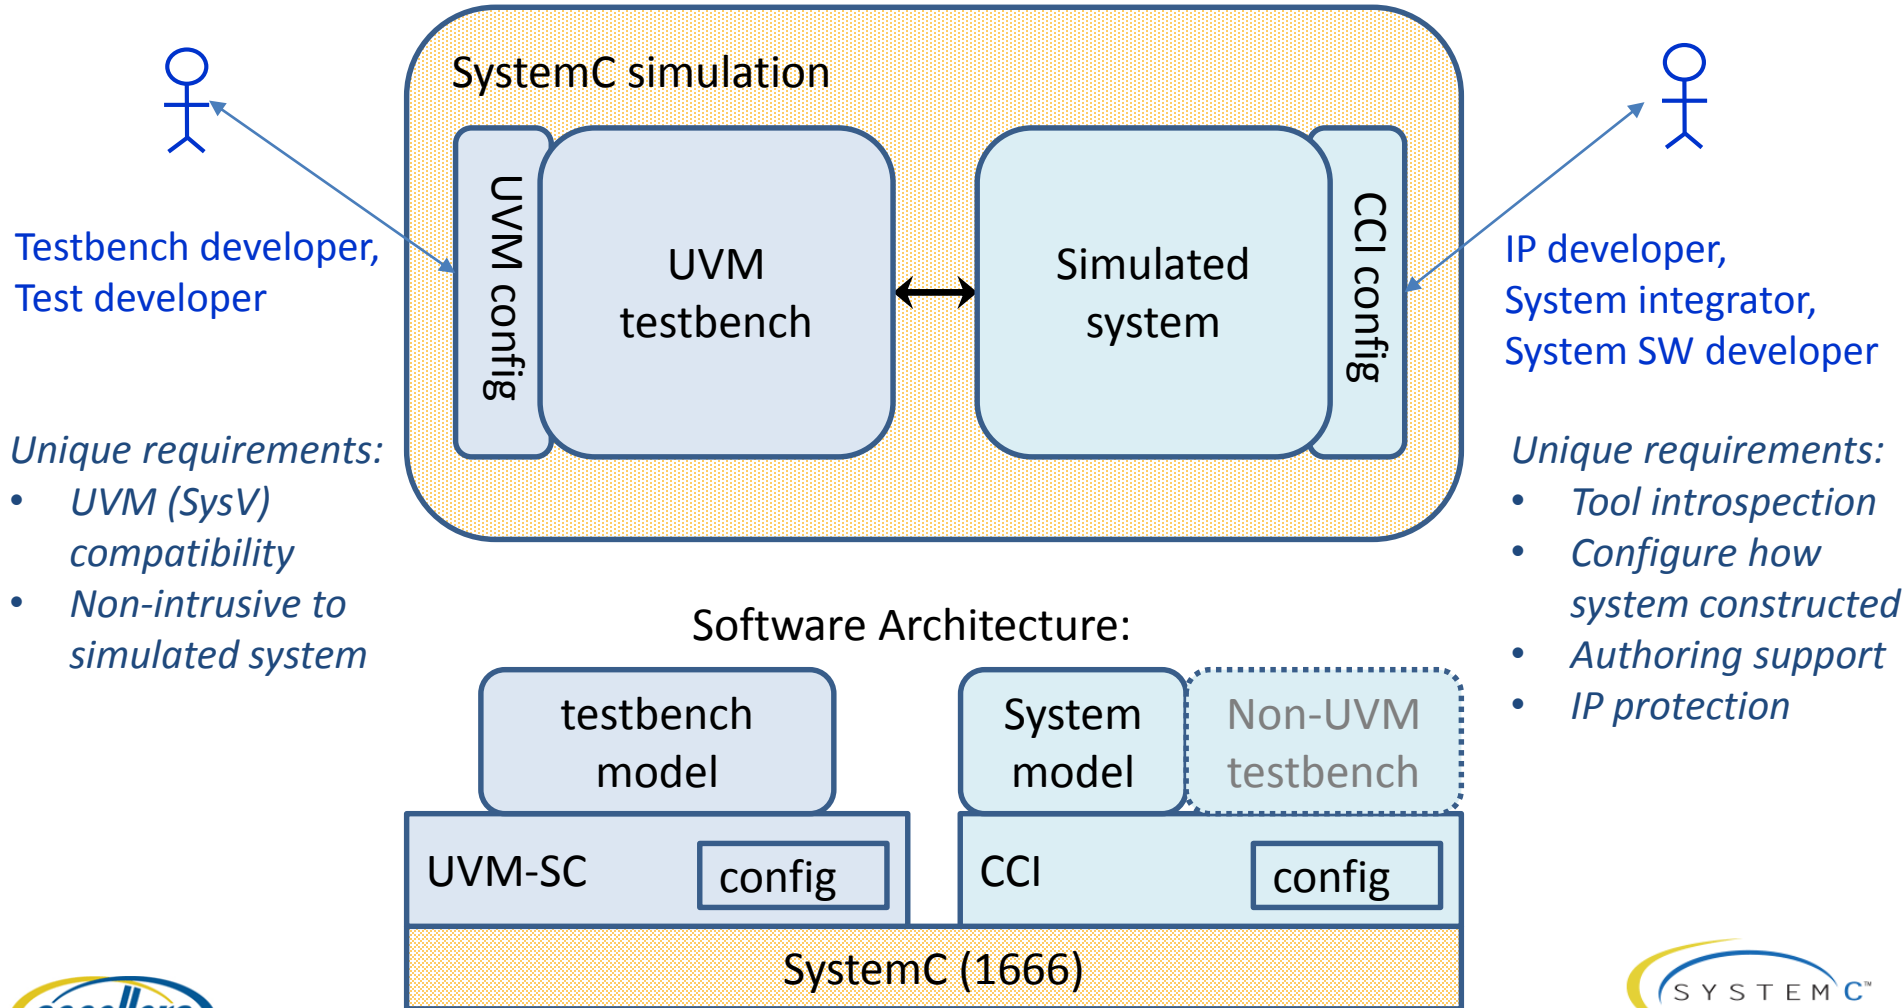 SystemC simulation
UVM config
UVM
testbench
Simulated
system
CCI config
Testbench developer,
Test developer
IP developer,
System integrator,
System SW developer
Unique requirements:
• UVM (SysV)
compatibility
• Non-intrusive to
simulated system
Unique requirements:
• Tool introspection
• Configure how
system constructed
• Authoring support
• IP protection
Software Architecture:
testbench
model
System
model
Non-UVM
testbench
UVM-SC
config
CCI
config
SystemC (1666)
SYSTEM C™